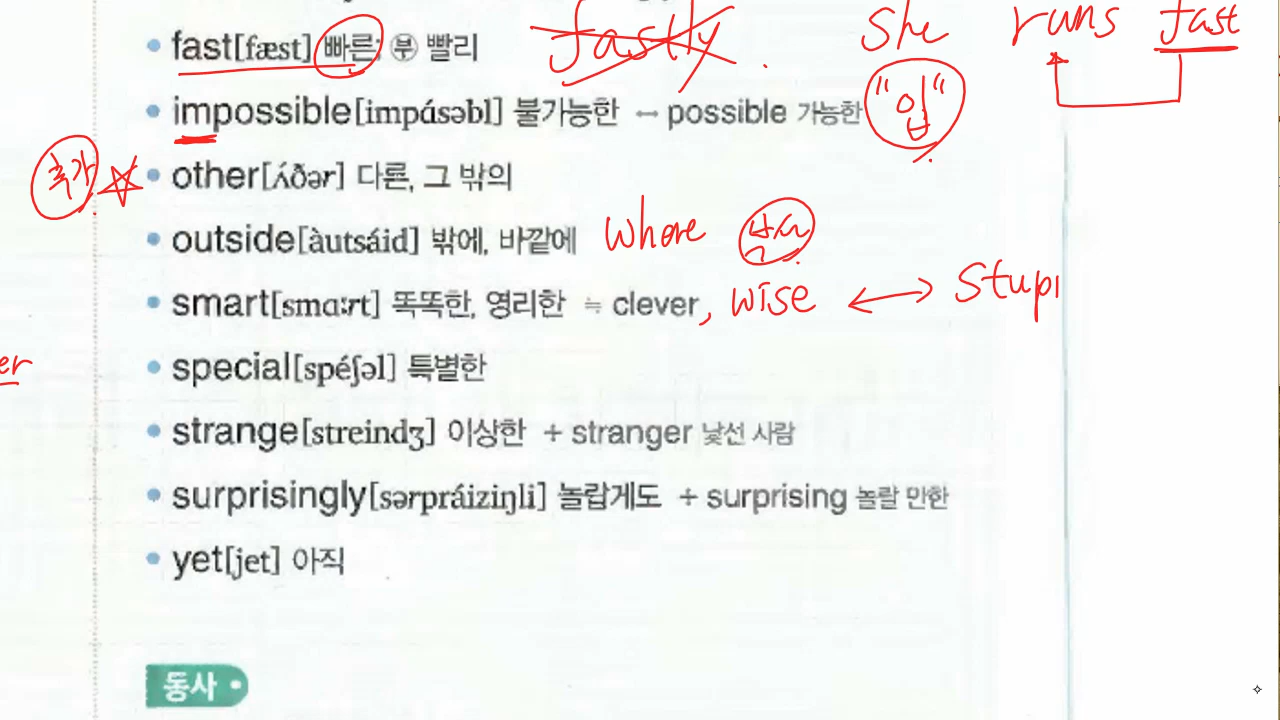 fast[fæst] 빠른; 부 빨리 fastly. She runs fast
impossible[impάsəbl] 불가능한 ↔ possible 가능한 "입"
추가 ☆ other[ʌ́ðər] 다른, 그 밖의
outside[àutsáid] 밖에, 바깥에 where 부사
smart[smɑːrt] 똑똑한, 영리한 ≒ clever, wise ↔ Stupi
er
special[spéʃəl] 특별한
strange[streindʒ] 이상한 + stranger 낯선 사람
surprisingly[sərpráiziŋli] 놀랍게도 + surprising 놀랄 만한
yet[jet] 아직
동사